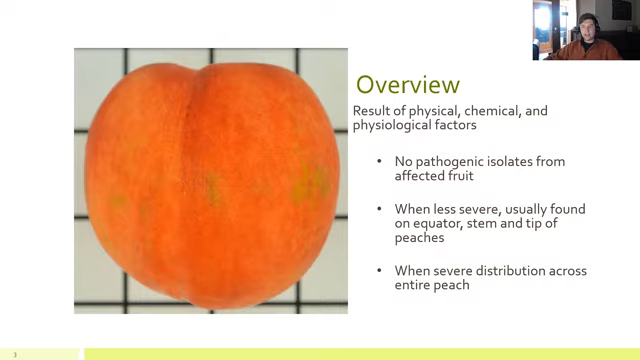 Overview
Result of physical, chemical, and
physiological factors
• No pathogenic isolates from
affected fruit
• When less severe, usually found
on equator, stem and tip of
peaches
• When severe distribution across
entire peach
3